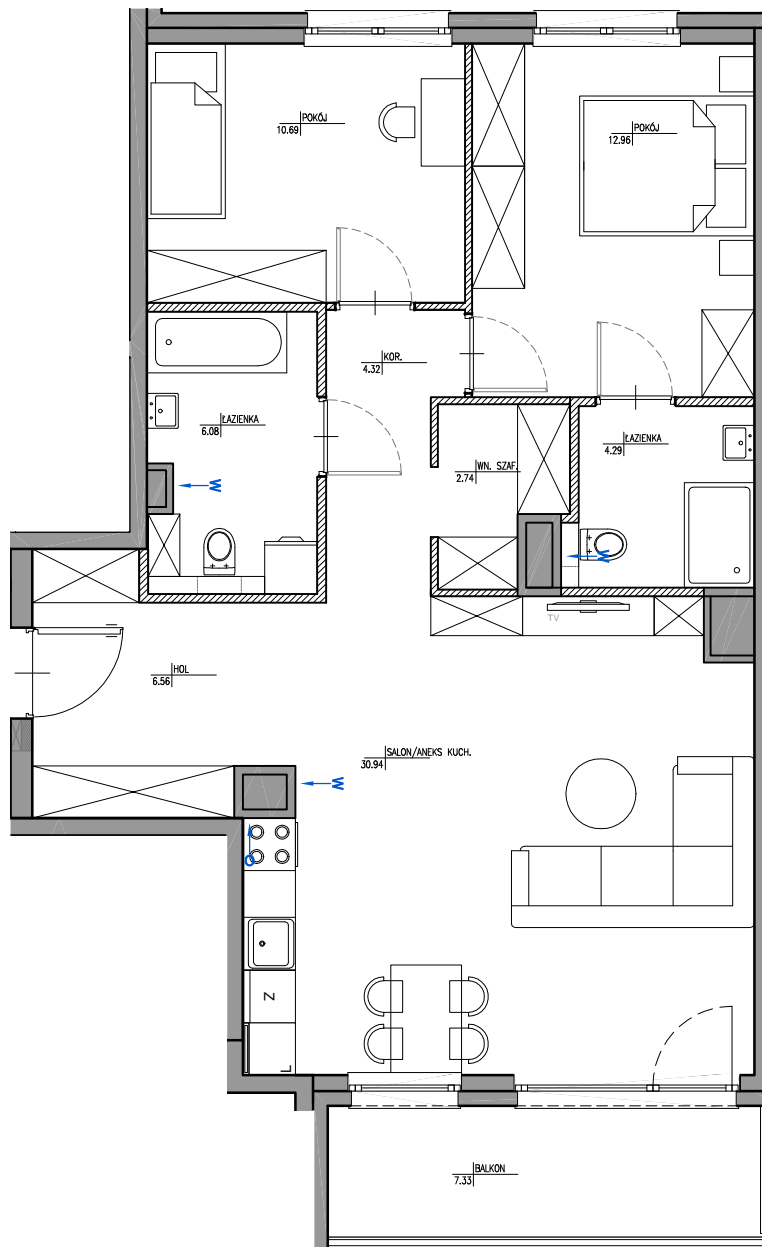 POKÓJ
10.69
POKÓJ
12.96
KOR.
4.32
ŁAZIENKA
6.08
ŁAZIENKA
4.29
WN. SZAF.
2.74
W
W
TV
HOL
6.56
SALON/ANEKS KUCH.
30.94
W
O
Z
L
BALKON
7.33